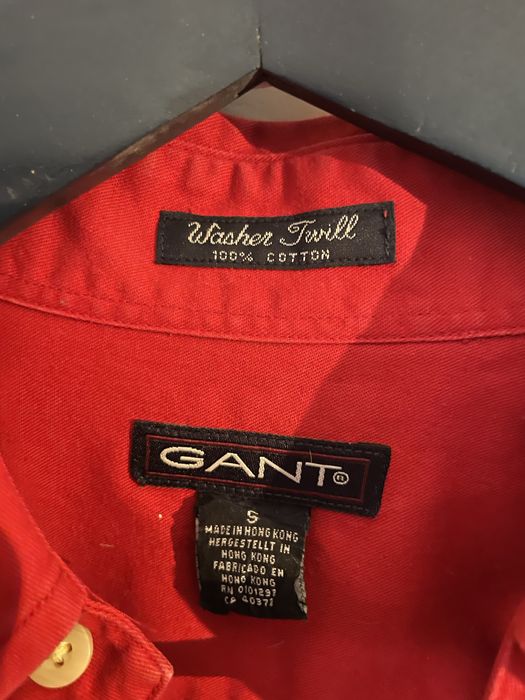 Washer Twill
100% COTTON
GANT®
S
MADE IN HONG KONG
HERGESTELLT IN
HONG KONG
FABRICADO EN
HONG KONG
RN 0101297
CA 40371